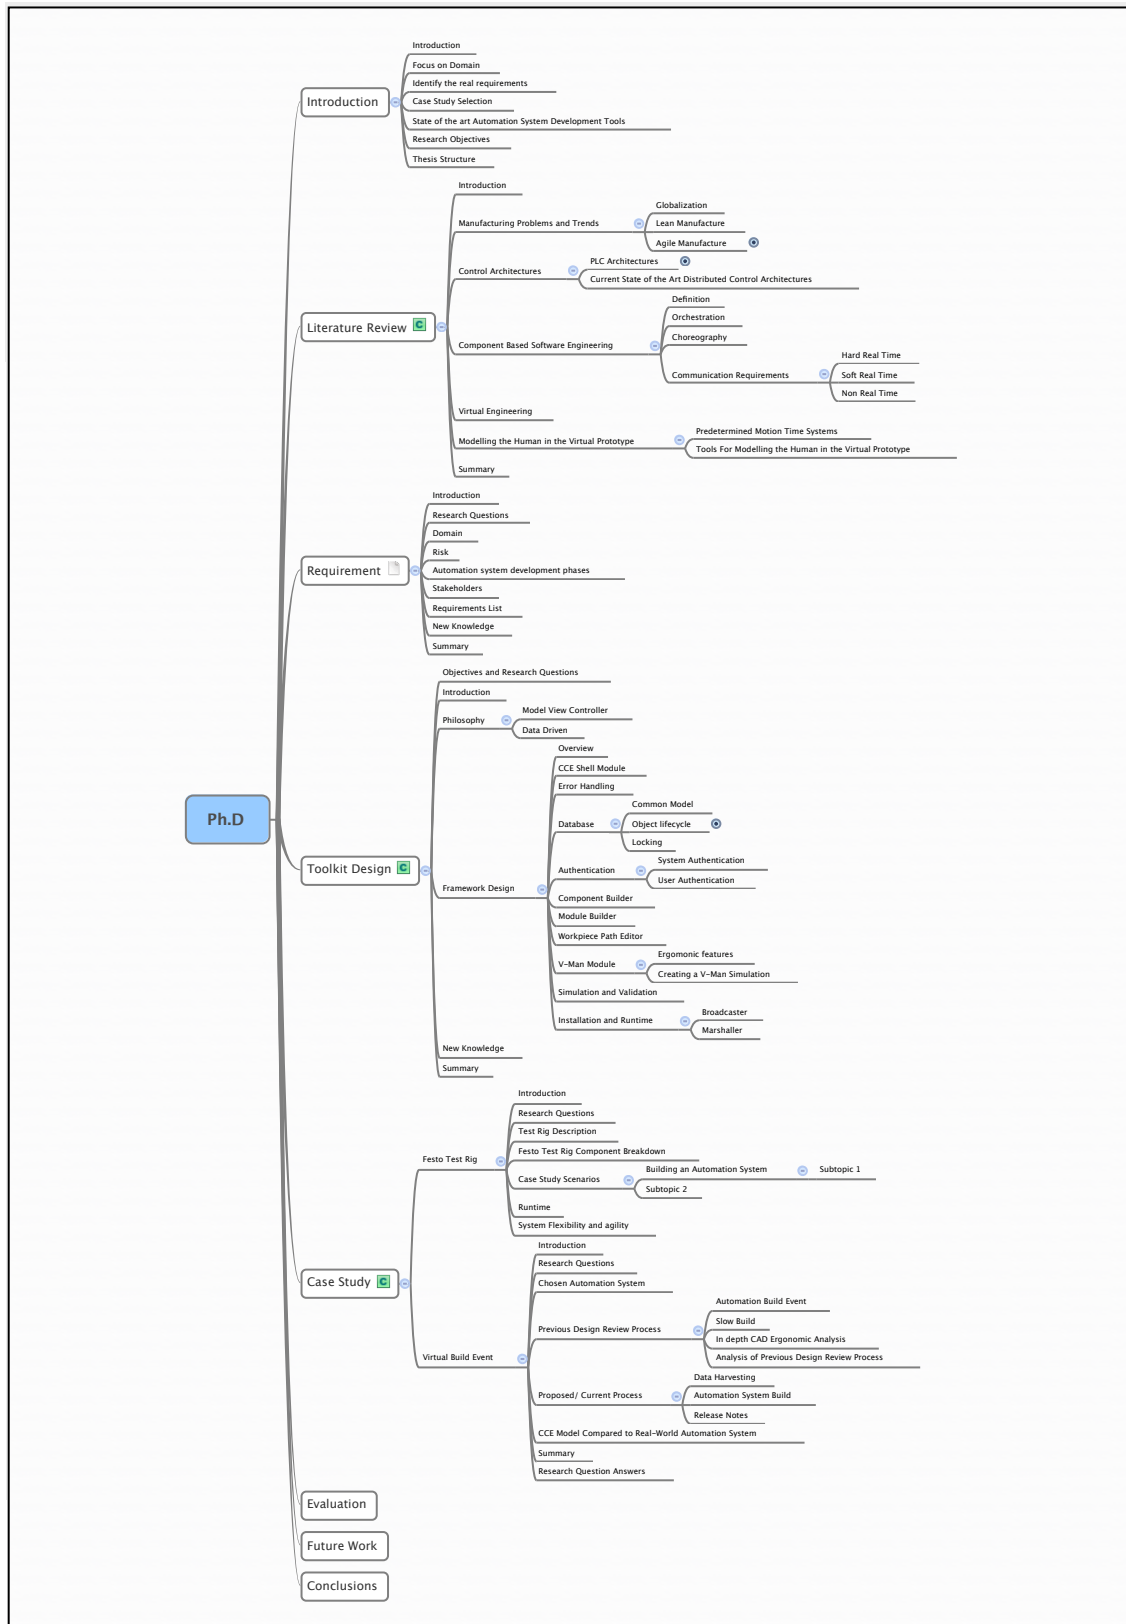 Introduction
Focus on Domain
Identify the real requirements
Introduction
Case Study Selection
State of the art Automation System Development Tools
Research Objectives
Thesis Structure
Introduction
Globalization
Manufacturing Problems and Trends
Lean Manufacture
Agile Manufacture
PLC Architectures
Control Architectures
Current State of the Art Distributed Control Architectures
Definition
Orchestration
Literature Review C
Choreography
Component Based Software Engineering
Hard Real Time
Communication Requirements
Soft Real Time
Non Real Time
Virtual Engineering
Predetermined Motion Time Systems
Modelling the Human in the Virtual Prototype
Tools For Modelling the Human in the Virtual Prototype
Summary
Introduction
Research Questions
Domain
Risk
Requirement
Automation system development phases
Stakeholders
Requirements List
New Knowledge
Summary
Objectives and Research Questions
Introduction
Model View Controller
Philosophy
Data Driven
Overview
CCE Shell Module
Error Handling
Common Model
Ph.D
Database
Object lifecycle
Locking
System Authentication
Toolkit Design C
Authentication
User Authentication
Framework Design
Component Builder
Module Builder
Workpiece Path Editor
Ergomonic features
V-Man Module
Creating a V-Man Simulation
Simulation and Validation
Broadcaster
Installation and Runtime
Marshaller
New Knowledge
Summary
Introduction
Research Questions
Test Rig Description
Festo Test Rig
Festo Test Rig Component Breakdown
Building an Automation System
Subtopic 1
Case Study Scenarios
Subtopic 2
Runtime
System Flexibility and agility
Introduction
Research Questions
Case Study C
Chosen Automation System
Automation Build Event
Slow Build
Previous Design Review Process
In depth CAD Ergonomic Analysis
Virtual Build Event
Analysis of Previous Design Review Process
Data Harvesting
Proposed/ Current Process
Automation System Build
Release Notes
CCE Model Compared to Real-World Automation System
Summary
Research Question Answers
Evaluation
Future Work
Conclusions